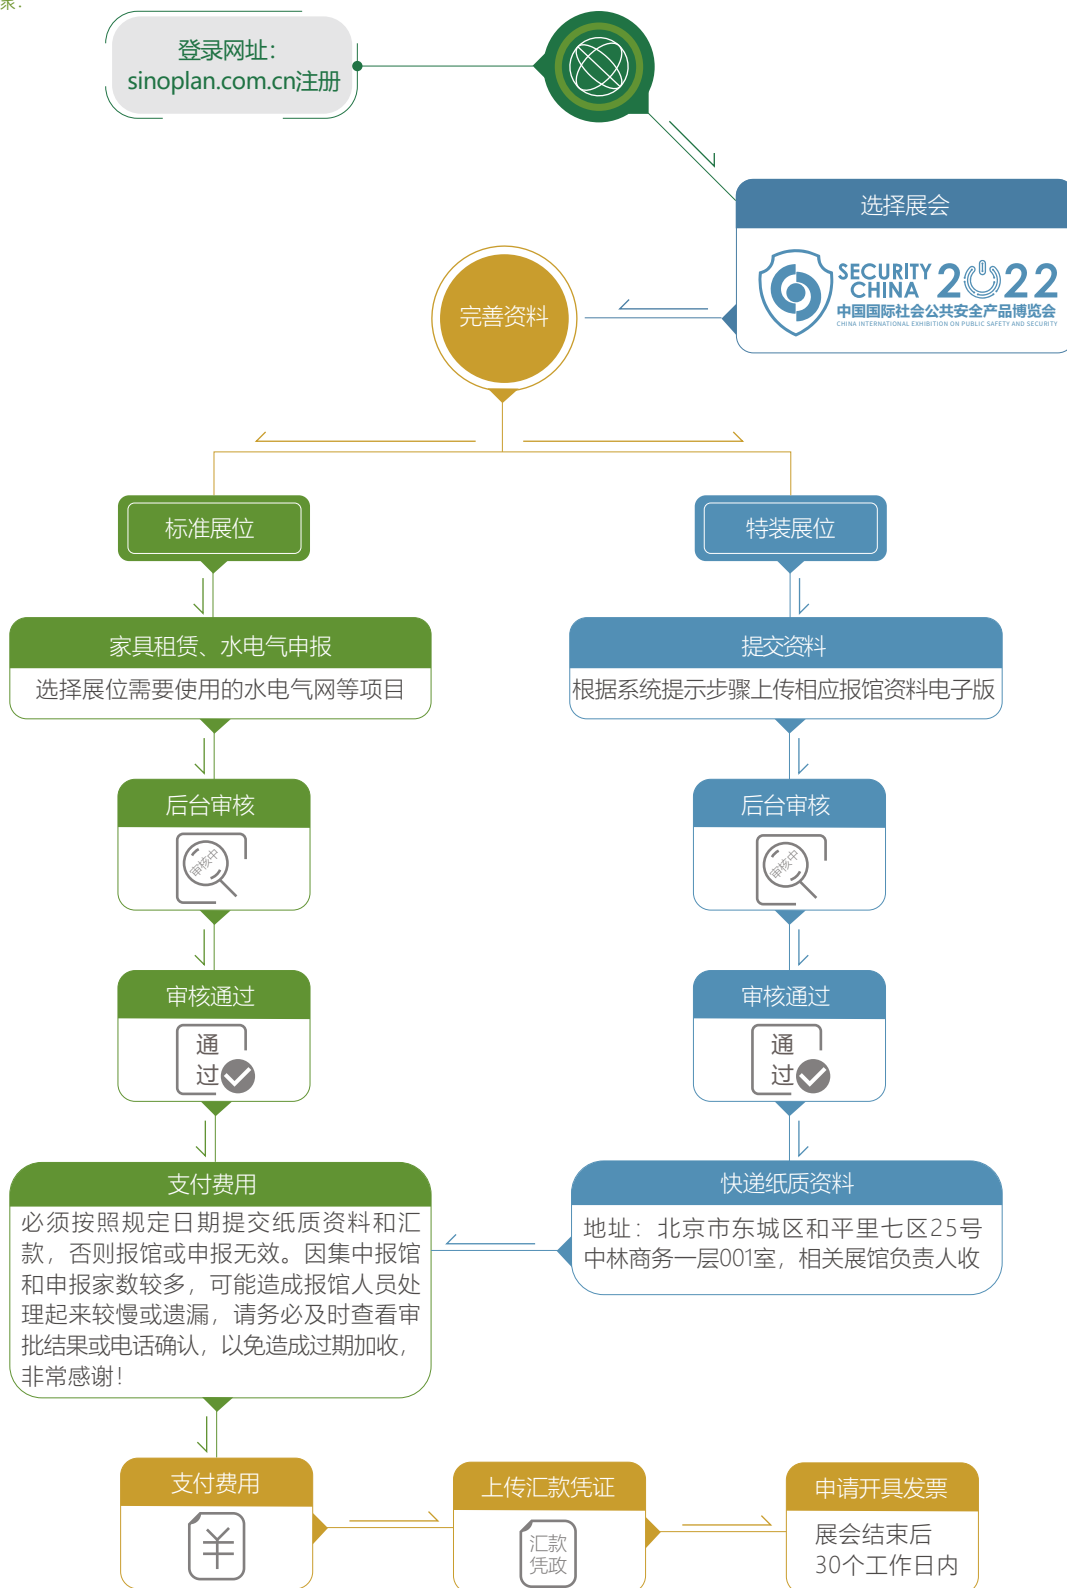 登录网址：
sinoplan.com.cn注册
选择展会
SECURITY CHINA 2022
中国国际社会公共安全产品博览会
CHINA INTERNATIONAL EXHIBITION ON PUBLIC SAFETY AND SECURITY
完善资料
标准展位
特装展位
家具租赁、水电气申报
选择展位需要使用的水电气网等项目
提交资料
根据系统提示步骤上传相应报馆资料电子版
后台审核
审核中
后台审核
审核中
审核通过
通
过
审核通过
通
过
支付费用
必须按照规定日期提交纸质资料和汇
款，否则报馆或申报无效。因集中报馆
和申报家数较多，可能造成报馆人员处
理起来较慢或遗漏，请务必及时查看审
批结果或电话确认，以免造成过期加收，
非常感谢！
快递纸质资料
地址：北京市东城区和平里七区25号
中林商务一层001室，相关展馆负责人收
支付费用
¥
上传汇款凭证
汇款
凭政
申请开具发票
展会结束后
30个工作日内